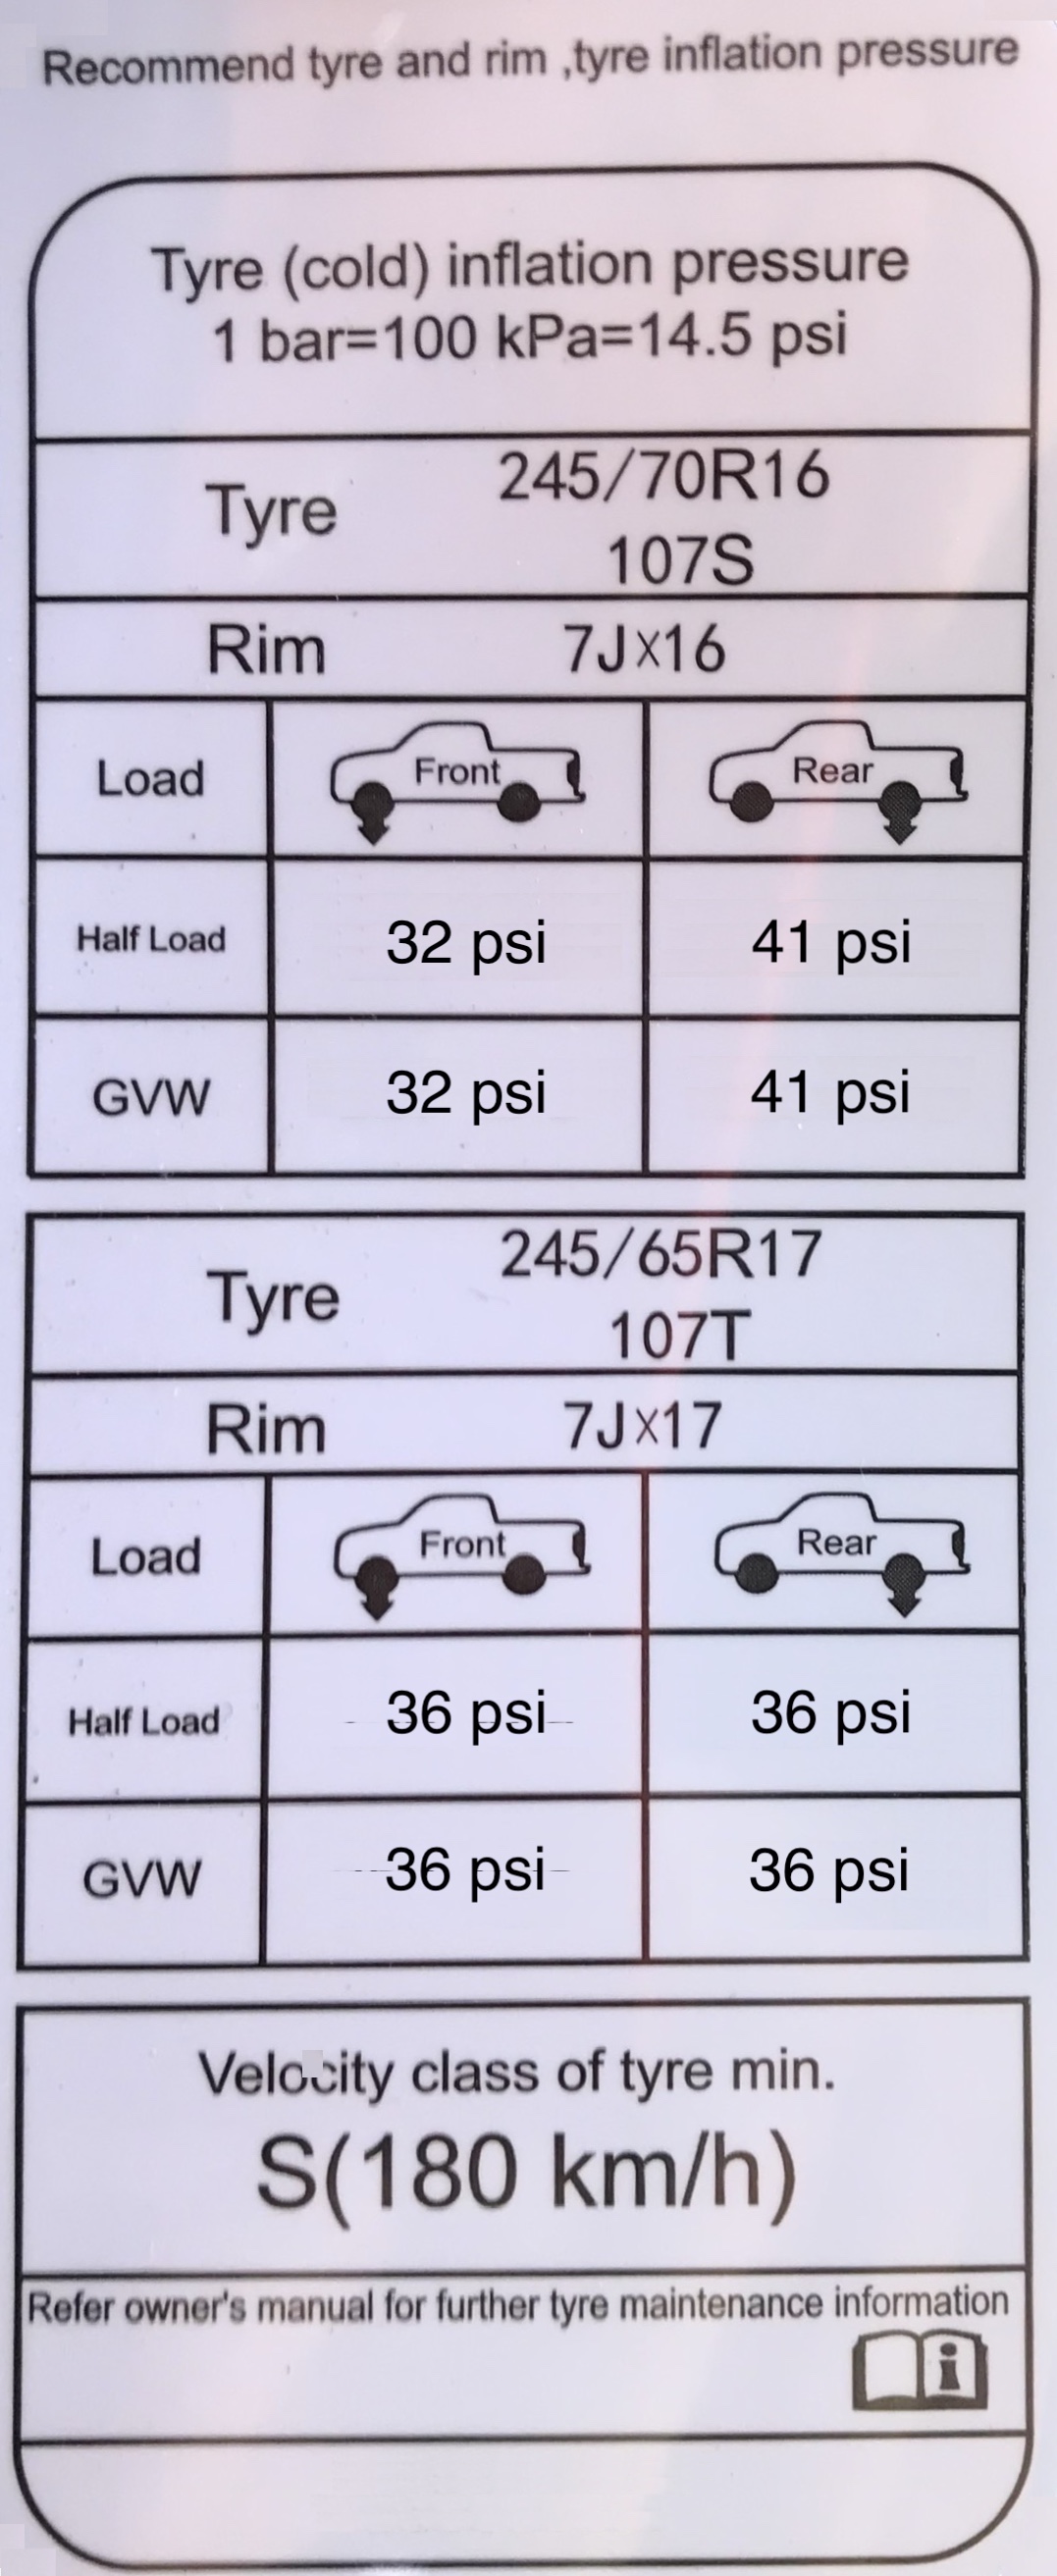 Recommend tyre and rim ,tyre inflation pressure
Tyre (cold) inflation pressure
1 bar=100 kPa=14.5 psi
Tyre 245/70R16
107S
Rim 7J×16
Load Front Rear
Half Load 32 psi 41 psi
GVW 32 psi 41 psi
Tyre 245/65R17
107T
Rim 7J×17
Load Front Rear
Half Load 36 psi 36 psi
GVW 36 psi 36 psi
Velocity class of tyre min.
S(180 km/h)
Refer owner's manual for further tyre maintenance information
i